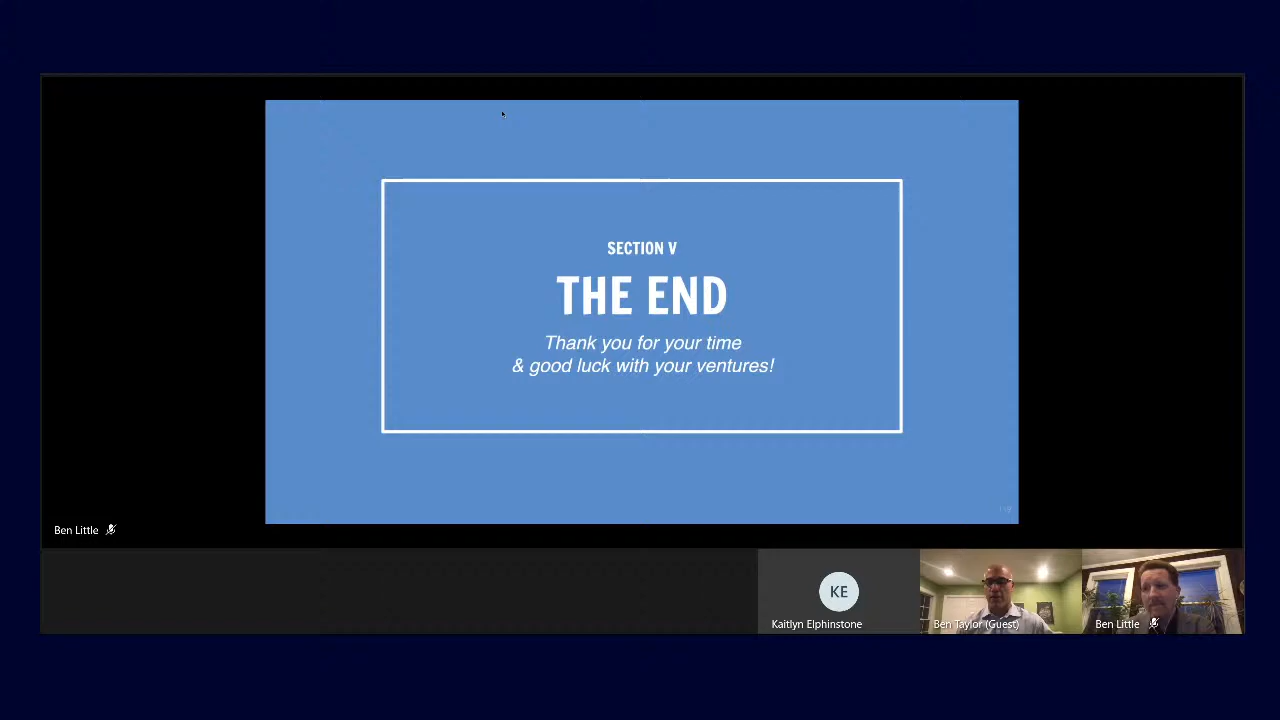 SECTION V
THE END
Thank you for your time
& good luck with your ventures!
Ben Little
KE
Kaitlyn Elphinstone
Ben Taylor (Guest)
Ben Little